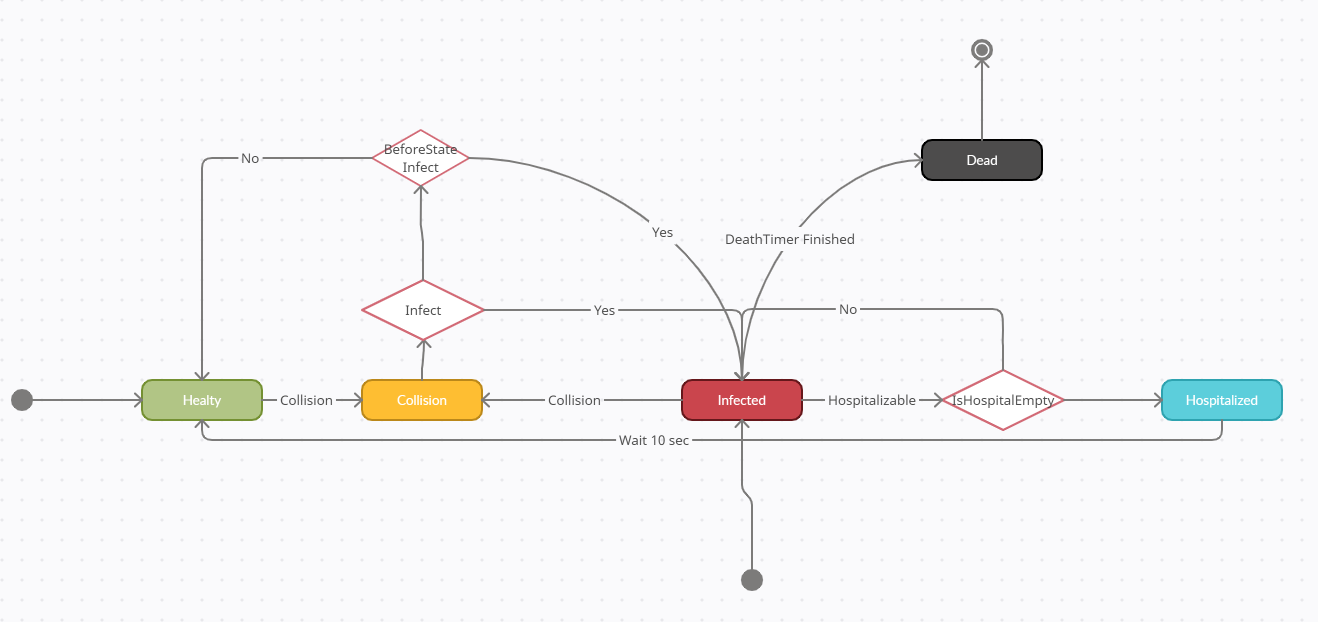 No
BeforeState
Infect
Dead
Yes
DeathTimer Finished
Infect
Yes
No
Healty
Collision
Collision
Collision
Infected
Hospitalizable
IsHospitalEmpty
Hospitalized
Wait 10 sec